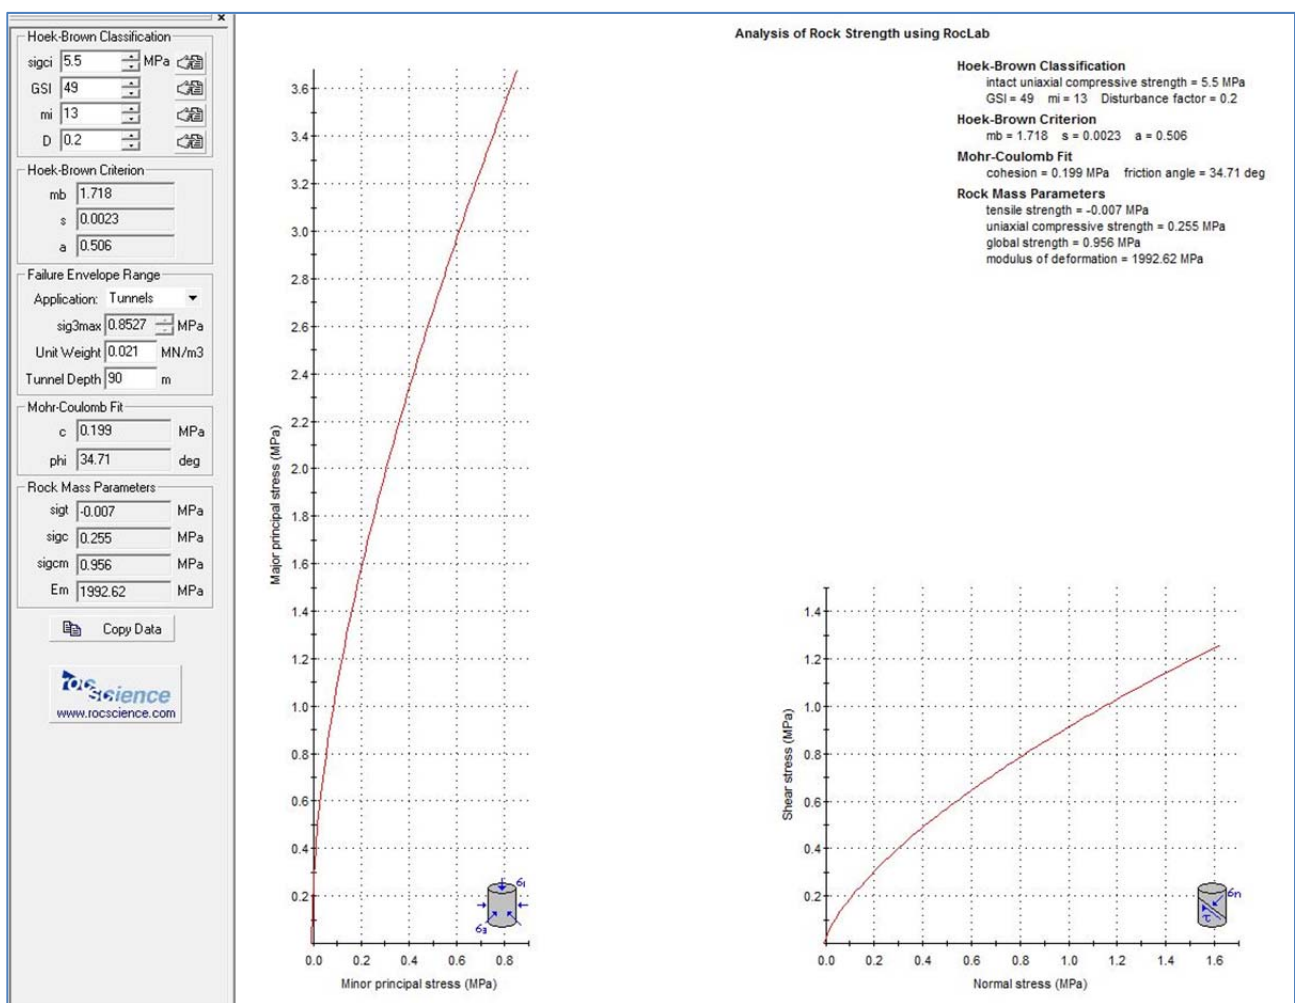 x
Hoek-Brown Classification
sigci 5.5 MPa
GSI 49
mi 13
D 0.2
Hoek-Brown Criterion
mb 1.718
s 0.0023
a 0.506
Failure Envelope Range
Application: Tunnels
sig3max 0.8527 MPa
Unit Weight 0.021 MN/m3
Tunnel Depth 90 m
Mohr-Coulomb Fit
c 0.199 MPa
phi 34.71 deg
Rock Mass Parameters
sigt -0.007 MPa
sigc 0.255 MPa
sigcm 0.956 MPa
Em 1992.62 MPa
Copy Data
rocscience
www.rocscience.com
Analysis of Rock Strength using RocLab
Hoek-Brown Classification
intact uniaxial compressive strength = 5.5 MPa
GSI = 49 mi = 13 Disturbance factor = 0.2
Hoek-Brown Criterion
mb = 1.718 s = 0.0023 a = 0.506
Mohr-Coulomb Fit
cohesion = 0.199 MPa friction angle = 34.71 deg
Rock Mass Parameters
tensile strength = -0.007 MPa
uniaxial compressive strength = 0.255 MPa
global strength = 0.956 MPa
modulus of deformation = 1992.62 MPa
Major principal stress (MPa)
3.6
3.4
3.2
3.0
2.8
2.6
2.4
2.2
2.0
1.8
1.6
1.4
1.2
1.0
0.8
0.6
0.4
0.2
0.0 0.2 0.4 0.6 0.8
Minor principal stress (MPa)
σ1
σ3
Shear stress (MPa)
1.4
1.2
1.0
0.8
0.6
0.4
0.2
0.0 0.2 0.4 0.6 0.8 1.0 1.2 1.4 1.6
Normal stress (MPa)
σn
τ